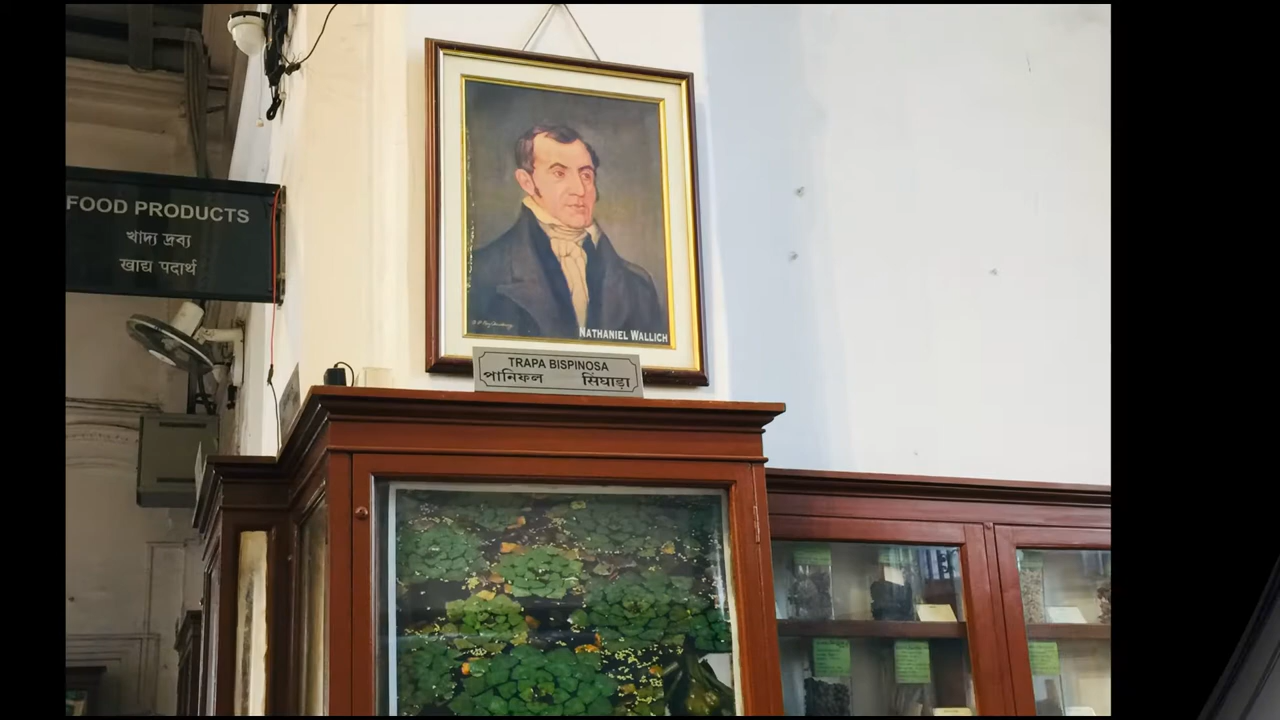 FOOD PRODUCTS
খাদ্য দ্রব্য
खाद्य पदार्थ
NATHANIEL WALLICH
TRAPA BISPINOSA
পানিফল सिंघाड़ा